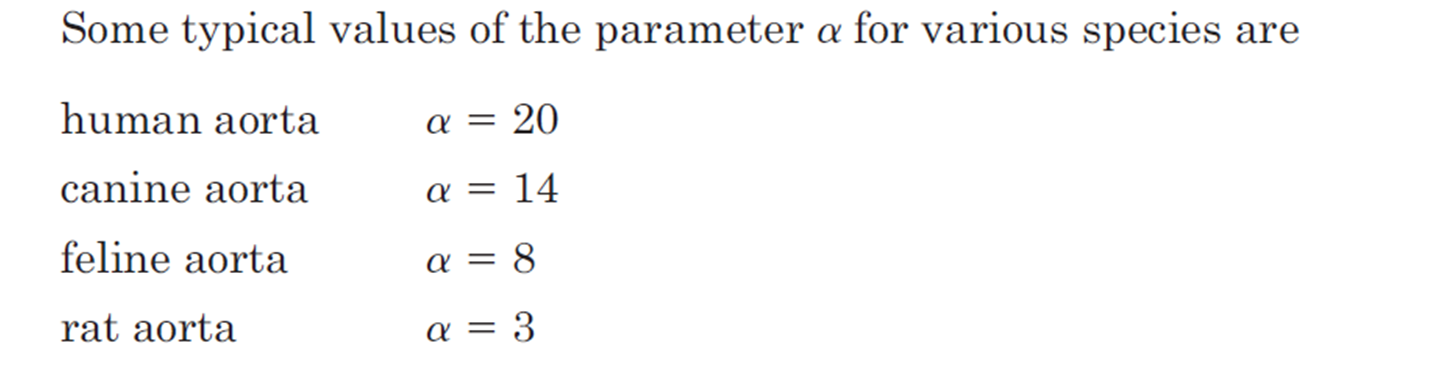 Some typical values of the parameter α for various species are
human aorta α = 20
canine aorta α = 14
feline aorta α = 8
rat aorta α = 3